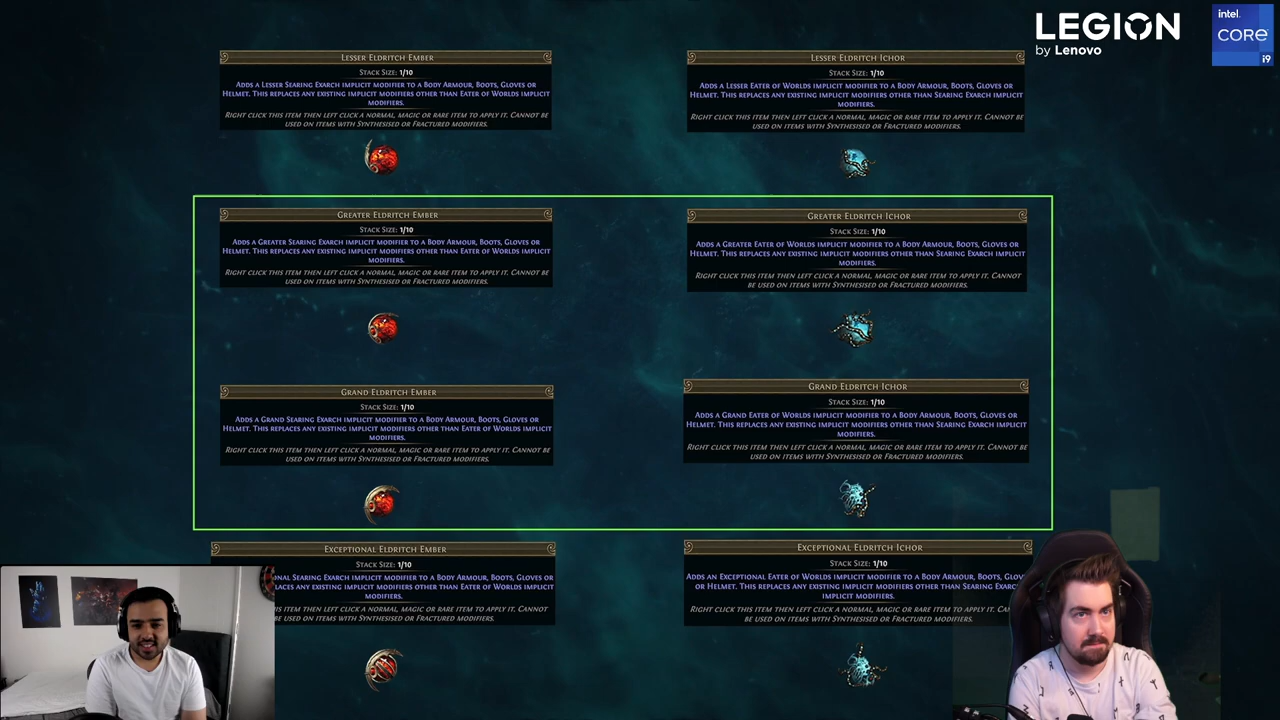 LEGION
by Lenovo
intel.
CORE
i9
LESSER ELDRITCH EMBER
STACK SIZE: 1/10
ADDS A LESSER SEARING EXARCH IMPLICIT MODIFIER TO A BODY ARMOUR, BOOTS, GLOVES OR
HELMET. THIS REPLACES ANY EXISTING IMPLICIT MODIFIERS OTHER THAN EATER OF WORLDS IMPLICIT
MODIFIERS.
RIGHT CLICK THIS ITEM THEN LEFT CLICK A NORMAL, MAGIC OR RARE ITEM TO APPLY IT. CANNOT BE
USED ON ITEMS WITH SYNTHESISED OR FRACTURED MODIFIERS.
LESSER ELDRITCH ICHOR
STACK SIZE: 1/10
ADDS A LESSER EATER OF WORLDS IMPLICIT MODIFIER TO A BODY ARMOUR, BOOTS, GLOVES OR
HELMET. THIS REPLACES ANY EXISTING IMPLICIT MODIFIERS OTHER THAN SEARING EXARCH IMPLICIT
MODIFIERS.
RIGHT CLICK THIS ITEM THEN LEFT CLICK A NORMAL, MAGIC OR RARE ITEM TO APPLY IT. CANNOT BE
USED ON ITEMS WITH SYNTHESISED OR FRACTURED MODIFIERS.
GREATER ELDRITCH EMBER
STACK SIZE: 1/10
ADDS A GREATER SEARING EXARCH IMPLICIT MODIFIER TO A BODY ARMOUR, BOOTS, GLOVES OR
HELMET. THIS REPLACES ANY EXISTING IMPLICIT MODIFIERS OTHER THAN EATER OF WORLDS IMPLICIT
MODIFIERS.
RIGHT CLICK THIS ITEM THEN LEFT CLICK A NORMAL, MAGIC OR RARE ITEM TO APPLY IT. CANNOT BE
USED ON ITEMS WITH SYNTHESISED OR FRACTURED MODIFIERS.
GREATER ELDRITCH ICHOR
STACK SIZE: 1/10
ADDS A GREATER EATER OF WORLDS IMPLICIT MODIFIER TO A BODY ARMOUR, BOOTS, GLOVES OR
HELMET. THIS REPLACES ANY EXISTING IMPLICIT MODIFIERS OTHER THAN SEARING EXARCH IMPLICIT
MODIFIERS.
RIGHT CLICK THIS ITEM THEN LEFT CLICK A NORMAL, MAGIC OR RARE ITEM TO APPLY IT. CANNOT
BE USED ON ITEMS WITH SYNTHESISED OR FRACTURED MODIFIERS.
GRAND ELDRITCH EMBER
STACK SIZE: 1/10
ADDS A GRAND SEARING EXARCH IMPLICIT MODIFIER TO A BODY ARMOUR, BOOTS, GLOVES OR
HELMET. THIS REPLACES ANY EXISTING IMPLICIT MODIFIERS OTHER THAN EATER OF WORLDS IMPLICIT
MODIFIERS.
RIGHT CLICK THIS ITEM THEN LEFT CLICK A NORMAL, MAGIC OR RARE ITEM TO APPLY IT. CANNOT BE
USED ON ITEMS WITH SYNTHESISED OR FRACTURED MODIFIERS.
GRAND ELDRITCH ICHOR
STACK SIZE: 1/10
ADDS A GRAND EATER OF WORLDS IMPLICIT MODIFIER TO A BODY ARMOUR, BOOTS, GLOVES OR
HELMET. THIS REPLACES ANY EXISTING IMPLICIT MODIFIERS OTHER THAN SEARING EXARCH IMPLICIT
MODIFIERS.
RIGHT CLICK THIS ITEM THEN LEFT CLICK A NORMAL, MAGIC OR RARE ITEM TO APPLY IT. CANNOT BE
USED ON ITEMS WITH SYNTHESISED OR FRACTURED MODIFIERS.
EXCEPTIONAL ELDRITCH EMBER
STACK SIZE: 1/10
NAL SEARING EXARCH IMPLICIT MODIFIER TO A BODY ARMOUR, BOOTS, GLOVES OR
LACES ANY EXISTING IMPLICIT MODIFIERS OTHER THAN EATER OF WORLDS IMPLICIT
MODIFIERS.
IS ITEM THEN LEFT CLICK A NORMAL, MAGIC OR RARE ITEM TO APPLY IT. CANNOT
BE USED ON ITEMS WITH SYNTHESISED OR FRACTURED MODIFIERS.
EXCEPTIONAL ELDRITCH ICHOR
STACK SIZE: 1/10
ADDS AN EXCEPTIONAL EATER OF WORLDS IMPLICIT MODIFIER TO A BODY ARMOUR, BOOTS, GLOV
OR HELMET. THIS REPLACES ANY EXISTING IMPLICIT MODIFIERS OTHER THAN SEARING EXARC
IMPLICIT MODIFIERS.
RIGHT CLICK THIS ITEM THEN LEFT CLICK A NORMAL, MAGIC OR RARE ITEM TO APPLY IT. CANNOT
BE USED ON ITEMS WITH SYNTHESISED OR FRACTURED MODIFIERS.